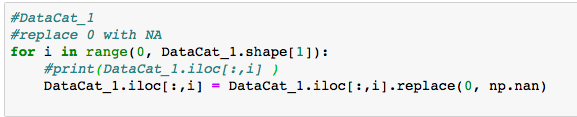 #DataCat_1
#replace 0 with NA
for i in range(0, DataCat_1.shape[1]):
    #print(DataCat_1.iloc[:,i] )
    DataCat_1.iloc[:,i] = DataCat_1.iloc[:,i].replace(0, np.nan)